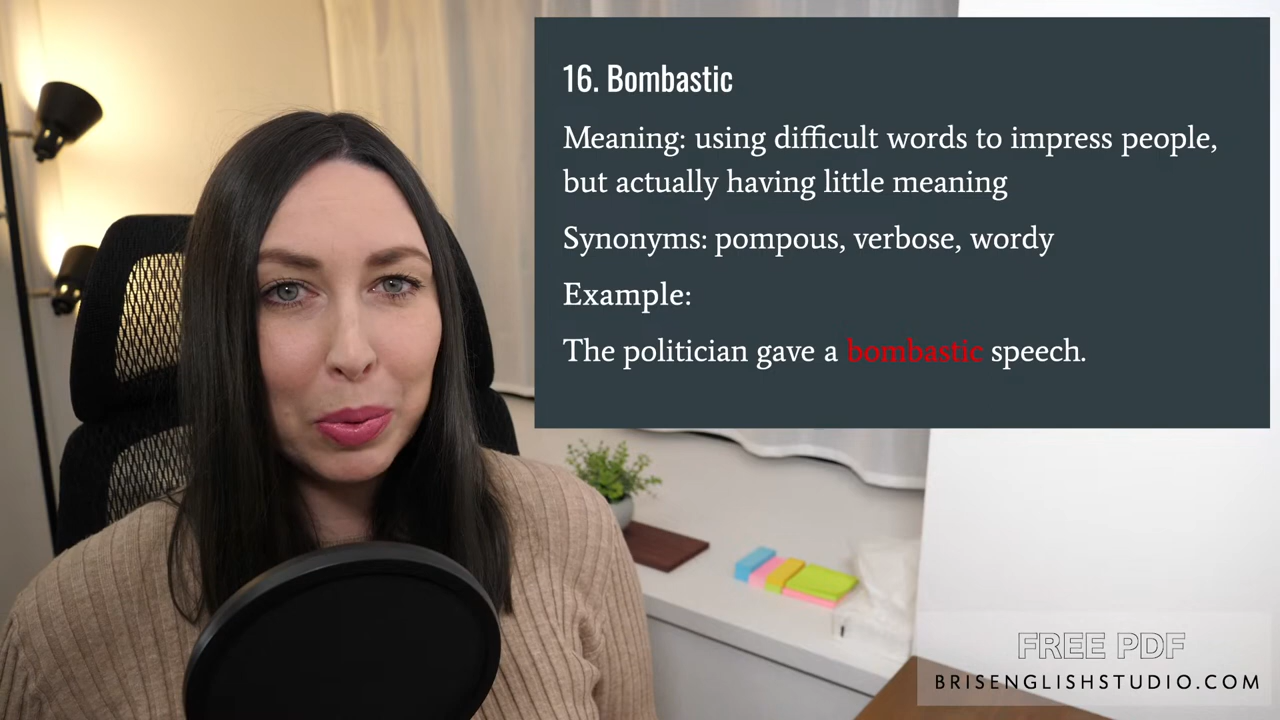 16. Bombastic
Meaning: using difficult words to impress people,
but actually having little meaning
Synonyms: pompous, verbose, wordy
Example:
The politician gave a bombastic speech.
FREE PDF
BRISENGLISHSTUDIO.COM